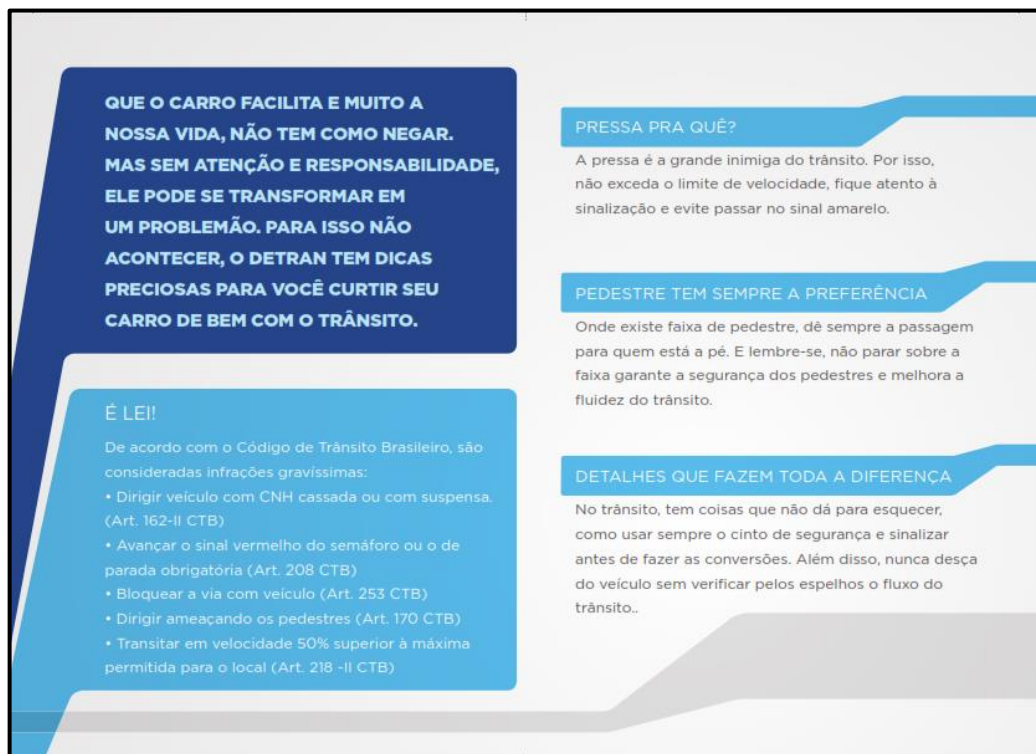 QUE O CARRO FACILITA E MUITO A
NOSSA VIDA, NÃO TEM COMO NEGAR.
MAS SEM ATENÇÃO E RESPONSABILIDADE,
ELE PODE SE TRANSFORMAR EM
UM PROBLEMÃO. PARA ISSO NÃO
ACONTECER, O DETRAN TEM DICAS
PRECIOSAS PARA VOCÊ CURTIR SEU
CARRO DE BEM COM O TRÂNSITO.
É LEI!
De acordo com o Código de Trânsito Brasileiro, são
consideradas infrações gravíssimas:
• Dirigir veículo com CNH cassada ou com suspensa.
(Art. 162-II CTB)
• Avançar o sinal vermelho do semáforo ou o de
parada obrigatória (Art. 208 CTB)
• Bloquear a via com veículo (Art. 253 CTB)
• Dirigir ameaçando os pedestres (Art. 170 CTB)
• Transitar em velocidade 50% superior à máxima
permitida para o local (Art. 218 -II CTB)
PRESSA PRA QUÊ?
A pressa é a grande inimiga do trânsito. Por isso,
não exceda o limite de velocidade, fique atento à
sinalização e evite passar no sinal amarelo.
PEDESTRE TEM SEMPRE A PREFERÊNCIA
Onde existe faixa de pedestre, dê sempre a passagem
para quem está a pé. E lembre-se, não parar sobre a
faixa garante a segurança dos pedestres e melhora a
fluidez do trânsito.
DETALHES QUE FAZEM TODA A DIFERENÇA
No trânsito, tem coisas que não dá para esquecer,
como usar sempre o cinto de segurança e sinalizar
antes de fazer as conversões. Além disso, nunca desça
do veículo sem verificar pelos espelhos o fluxo do
trânsito..